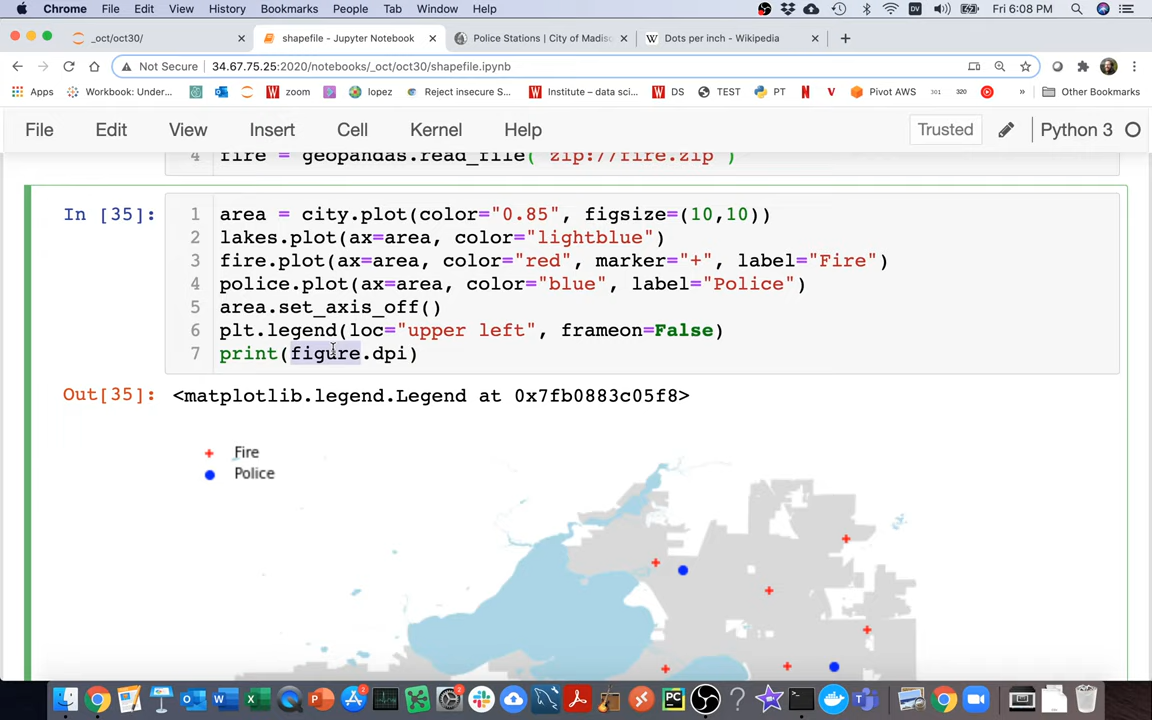 Chrome File Edit View History Bookmarks People Tab Window Help Fri 6:08 PM
_oct/oct30/ shapefile - Jupyter Notebook Police Stations | City of Madis Dots per inch - Wikipedia
Not Secure 34.67.75.25:2020/notebooks/_oct/oct30/shapefile.ipynb
Apps Workbook: Under... zoom lopez Reject insecure S... Institute – data sci... DS TEST PT Pivot AWS 301 320 » Other Bookmarks
File Edit View Insert Cell Kernel Help Trusted Python 3
4 fire = geopandas.read_file("zip://fire.zip")
In [35]:
1 area = city.plot(color="0.85", figsize=(10,10))
2 lakes.plot(ax=area, color="lightblue")
3 fire.plot(ax=area, color="red", marker="+", label="Fire")
4 police.plot(ax=area, color="blue", label="Police")
5 area.set_axis_off()
6 plt.legend(loc="upper left", frameon=False)
7 print(figure.dpi)
Out[35]: <matplotlib.legend.Legend at 0x7fb0883c05f8>
Fire
Police